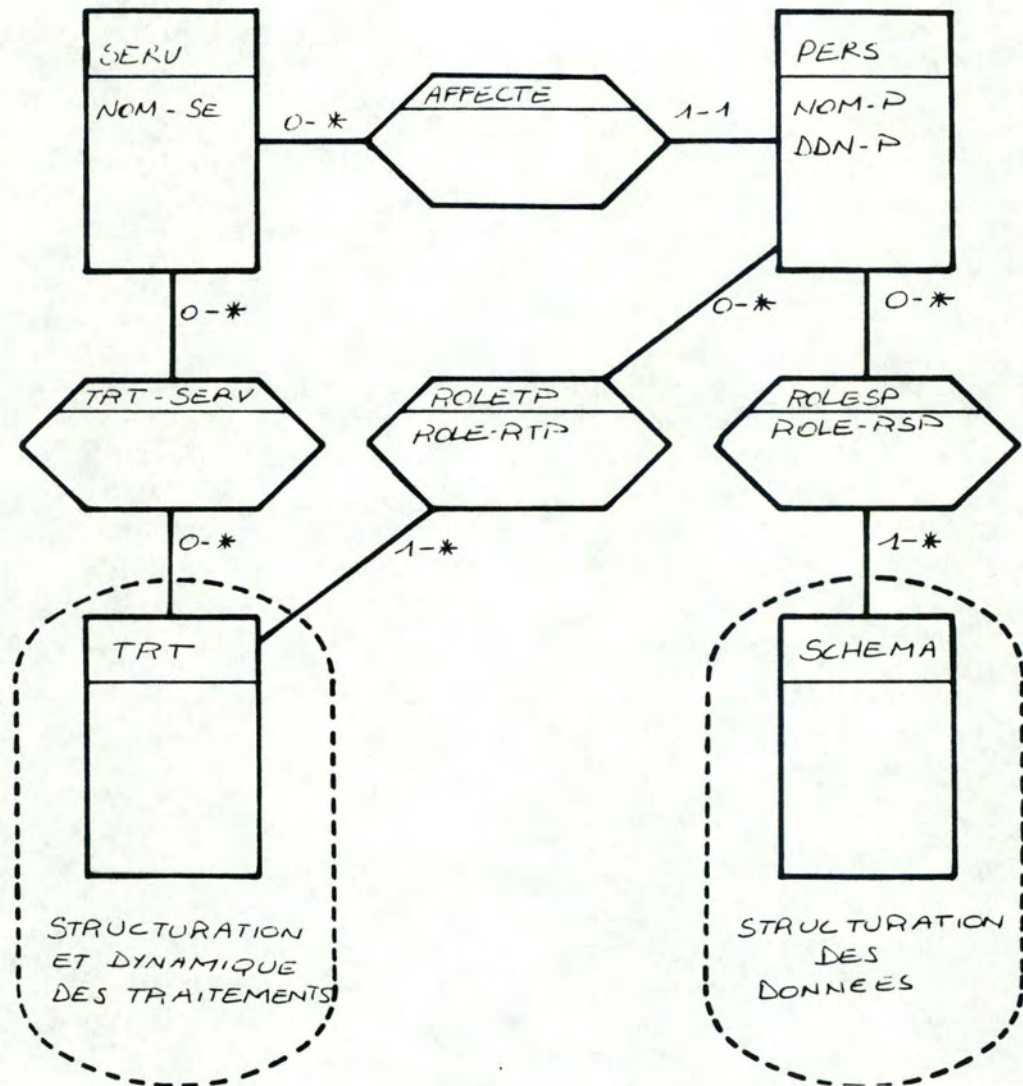 SERV
NOM-SE
0-*
AFFECTE
1-1
PERS
NOM-P
DDN-P
0-*
0-*
0-*
TRT-SERV
ROLETP
ROLE-RTP
ROLESP
ROLE-RSP
0-*
1-*
1-*
TRT
SCHEMA
STRUCTURATION
ET DYNAMIQUE
DES TRAITEMENTS
STRUCTURATION
DES
DONNEES